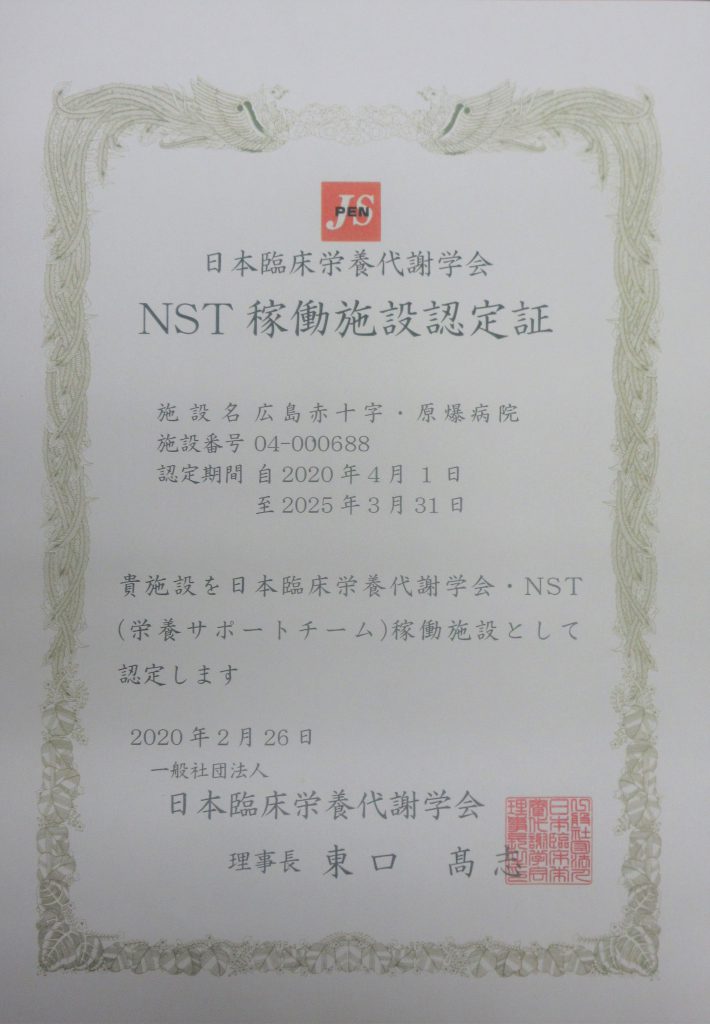 JS
PEN
日本臨床栄養代謝学会
NST 稼働施設認定証
施設名 広島赤十字・原爆病院
施設番号 04-000688
認定期間 自2020年4月1日
至2025年3月31日
貴施設を日本臨床栄養代謝学会・NST
(栄養サポートチーム)稼働施設として
認定します
2020年2月26日
一般社団法人
日本臨床栄養代謝学会
理事長 東口 髙志